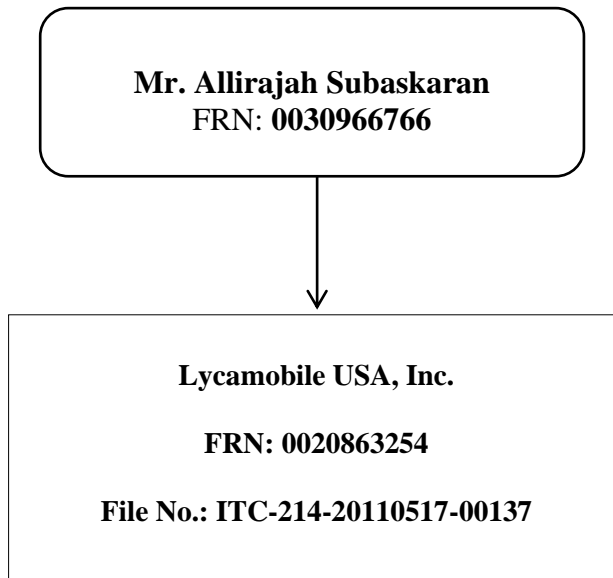 Mr. Allirajah Subaskaran
FRN: 0030966766
Lycamobile USA, Inc.
FRN: 0020863254
File No.: ITC-214-20110517-00137